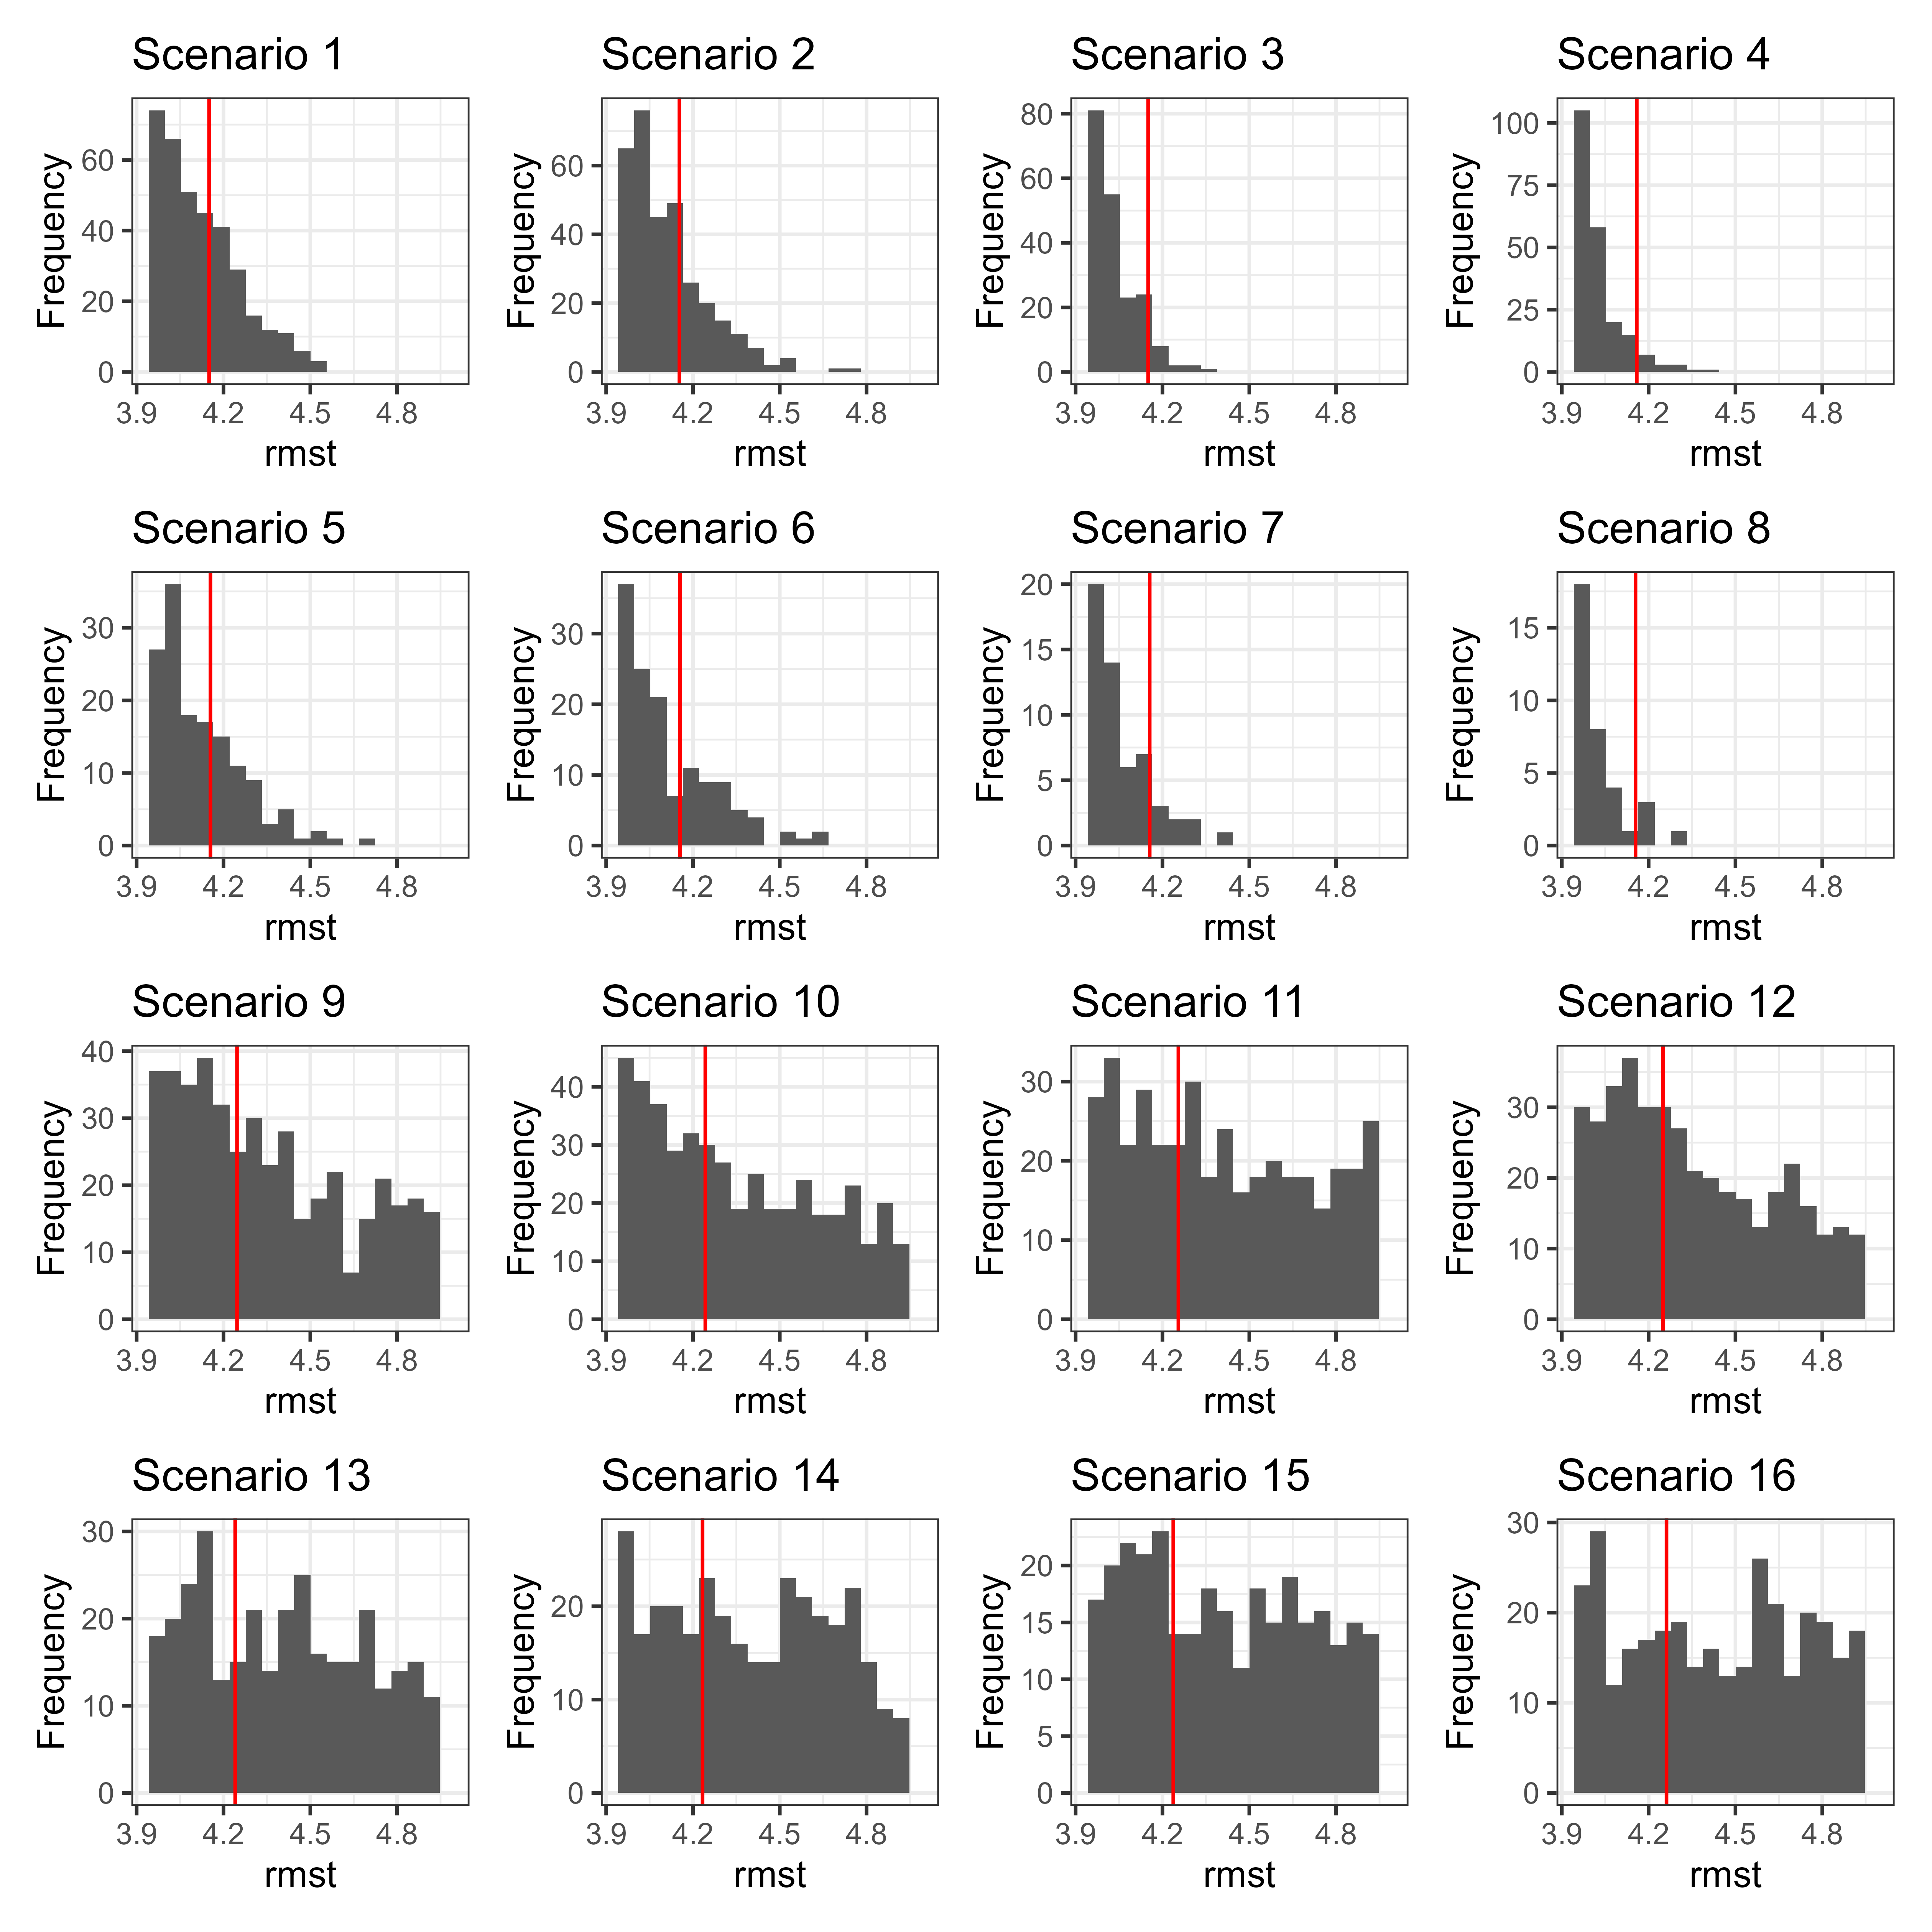 Scenario 1
Frequency
60
40
20
0
3.9 4.2 4.5 4.8
rmst
Scenario 2
Frequency
60
40
20
0
3.9 4.2 4.5 4.8
rmst
Scenario 3
Frequency
80
60
40
20
0
3.9 4.2 4.5 4.8
rmst
Scenario 4
Frequency
100
75
50
25
0
3.9 4.2 4.5 4.8
rmst
Scenario 5
Frequency
30
20
10
0
3.9 4.2 4.5 4.8
rmst
Scenario 6
Frequency
30
20
10
0
3.9 4.2 4.5 4.8
rmst
Scenario 7
Frequency
20
15
10
5
0
3.9 4.2 4.5 4.8
rmst
Scenario 8
Frequency
15
10
5
0
3.9 4.2 4.5 4.8
rmst
Scenario 9
Frequency
40
30
20
10
0
3.9 4.2 4.5 4.8
rmst
Scenario 10
Frequency
40
30
20
10
0
3.9 4.2 4.5 4.8
rmst
Scenario 11
Frequency
30
20
10
0
3.9 4.2 4.5 4.8
rmst
Scenario 12
Frequency
30
20
10
0
3.9 4.2 4.5 4.8
rmst
Scenario 13
Frequency
30
20
10
0
3.9 4.2 4.5 4.8
rmst
Scenario 14
Frequency
20
10
0
3.9 4.2 4.5 4.8
rmst
Scenario 15
Frequency
20
15
10
5
0
3.9 4.2 4.5 4.8
rmst
Scenario 16
Frequency
30
20
10
0
3.9 4.2 4.5 4.8
rmst